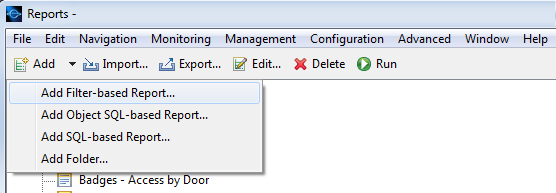 Reports -
File Edit Navigation Monitoring Management Configuration Advanced Window Help
Add Import... Export... Edit... Delete Run
Add Filter-based Report...
Add Object SQL-based Report...
Add SQL-based Report...
Add Folder...
Badges - Access by Door